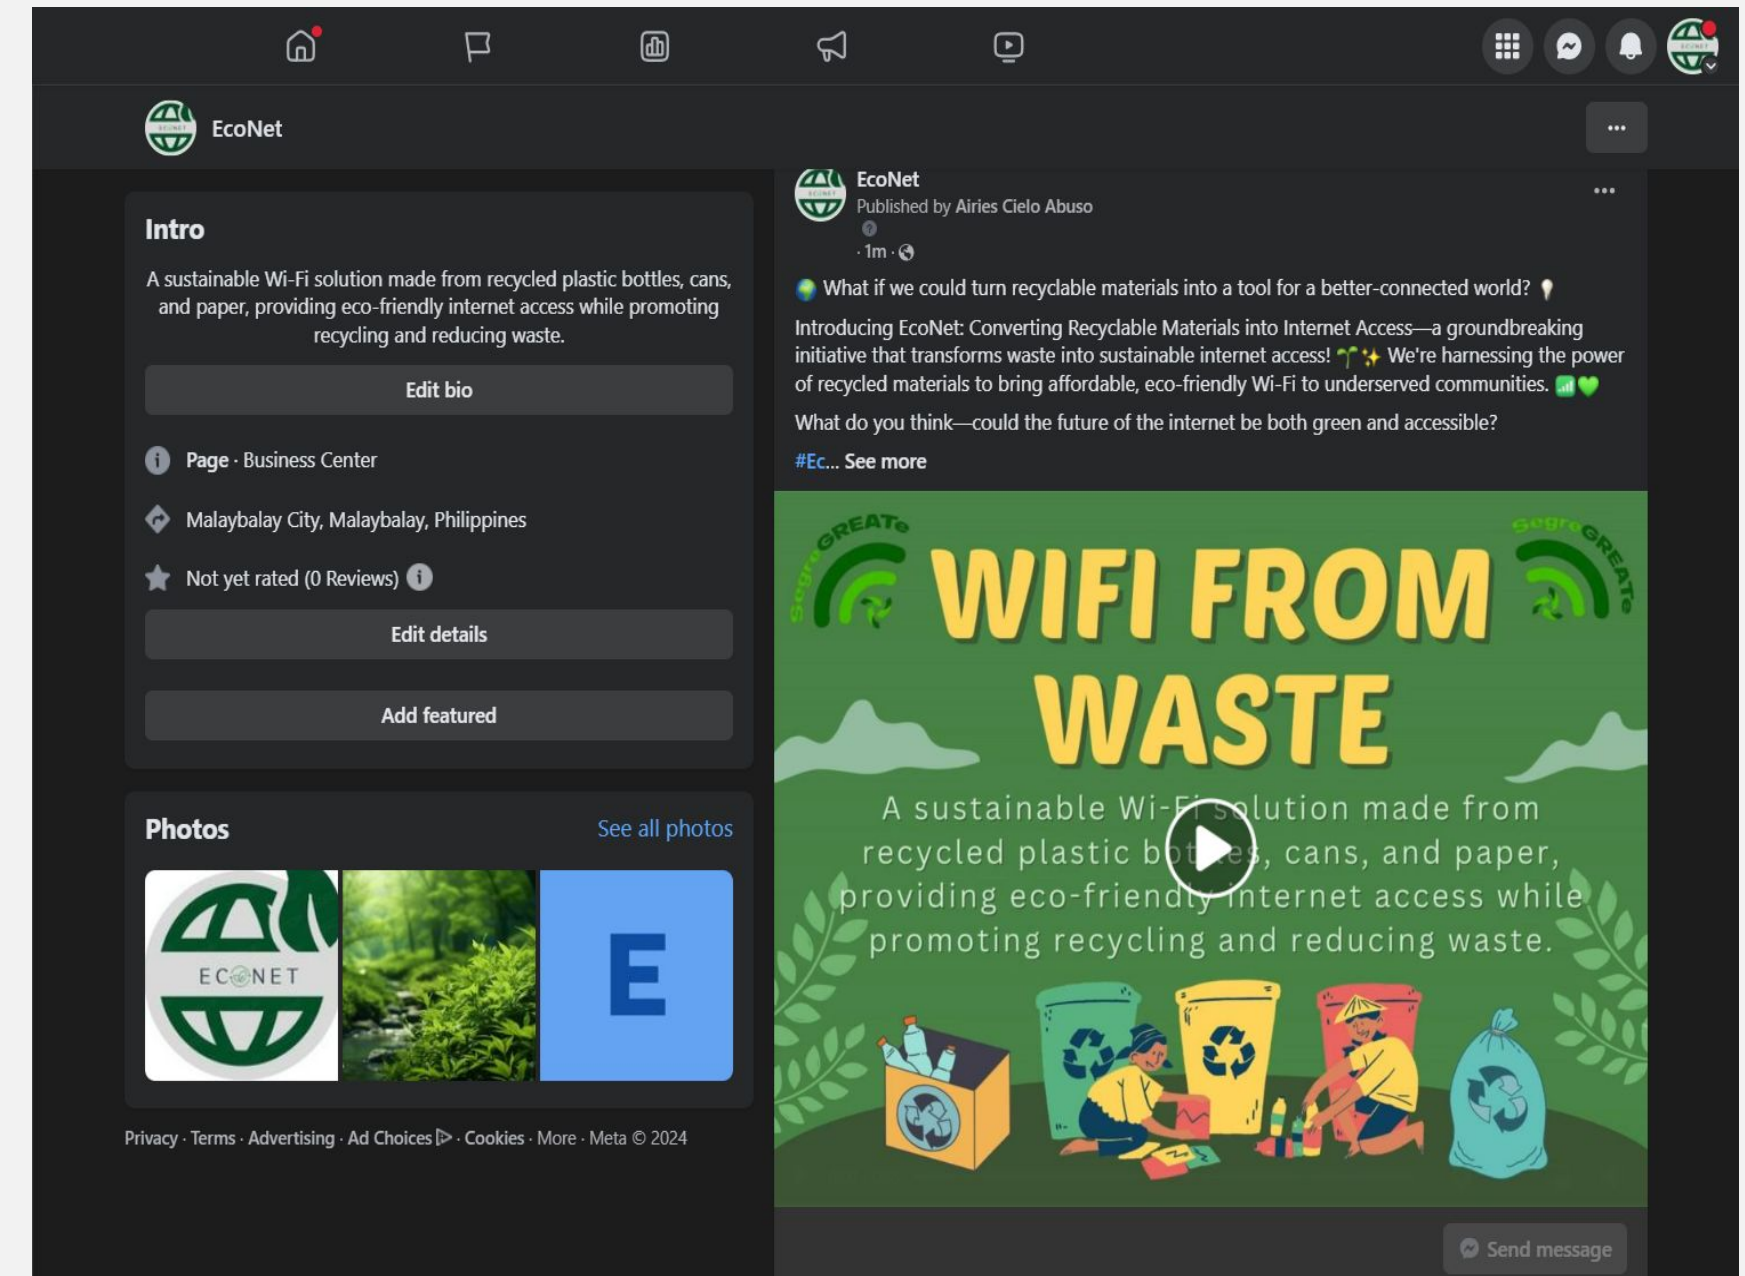 EcoNet
Intro
A sustainable Wi-Fi solution made from recycled plastic bottles, cans,
and paper, providing eco-friendly internet access while promoting
recycling and reducing waste.
Edit bio
Page · Business Center
Malaybalay City, Malaybalay, Philippines
Not yet rated (0 Reviews)
Edit details
Add featured
Photos
See all photos
ECONET
E
Privacy · Terms · Advertising · Ad Choices · Cookies · More · Meta © 2024
EcoNet
Published by Airies Cielo Abuso
· 1m ·
🌍 What if we could turn recyclable materials into a tool for a better-connected world? 💡
Introducing EcoNet: Converting Recyclable Materials into Internet Access—a groundbreaking
initiative that transforms waste into sustainable internet access! 🌱✨ We're harnessing the power
of recycled materials to bring affordable, eco-friendly Wi-Fi to underserved communities. 📶💚
What do you think—could the future of the internet be both green and accessible?
#Ec... See more
SegreGREATe
SegreGREATe
WIFI FROM
WASTE
A sustainable Wi-Fi solution made from
recycled plastic bottles, cans, and paper,
providing eco-friendly internet access while
promoting recycling and reducing waste.
Send message